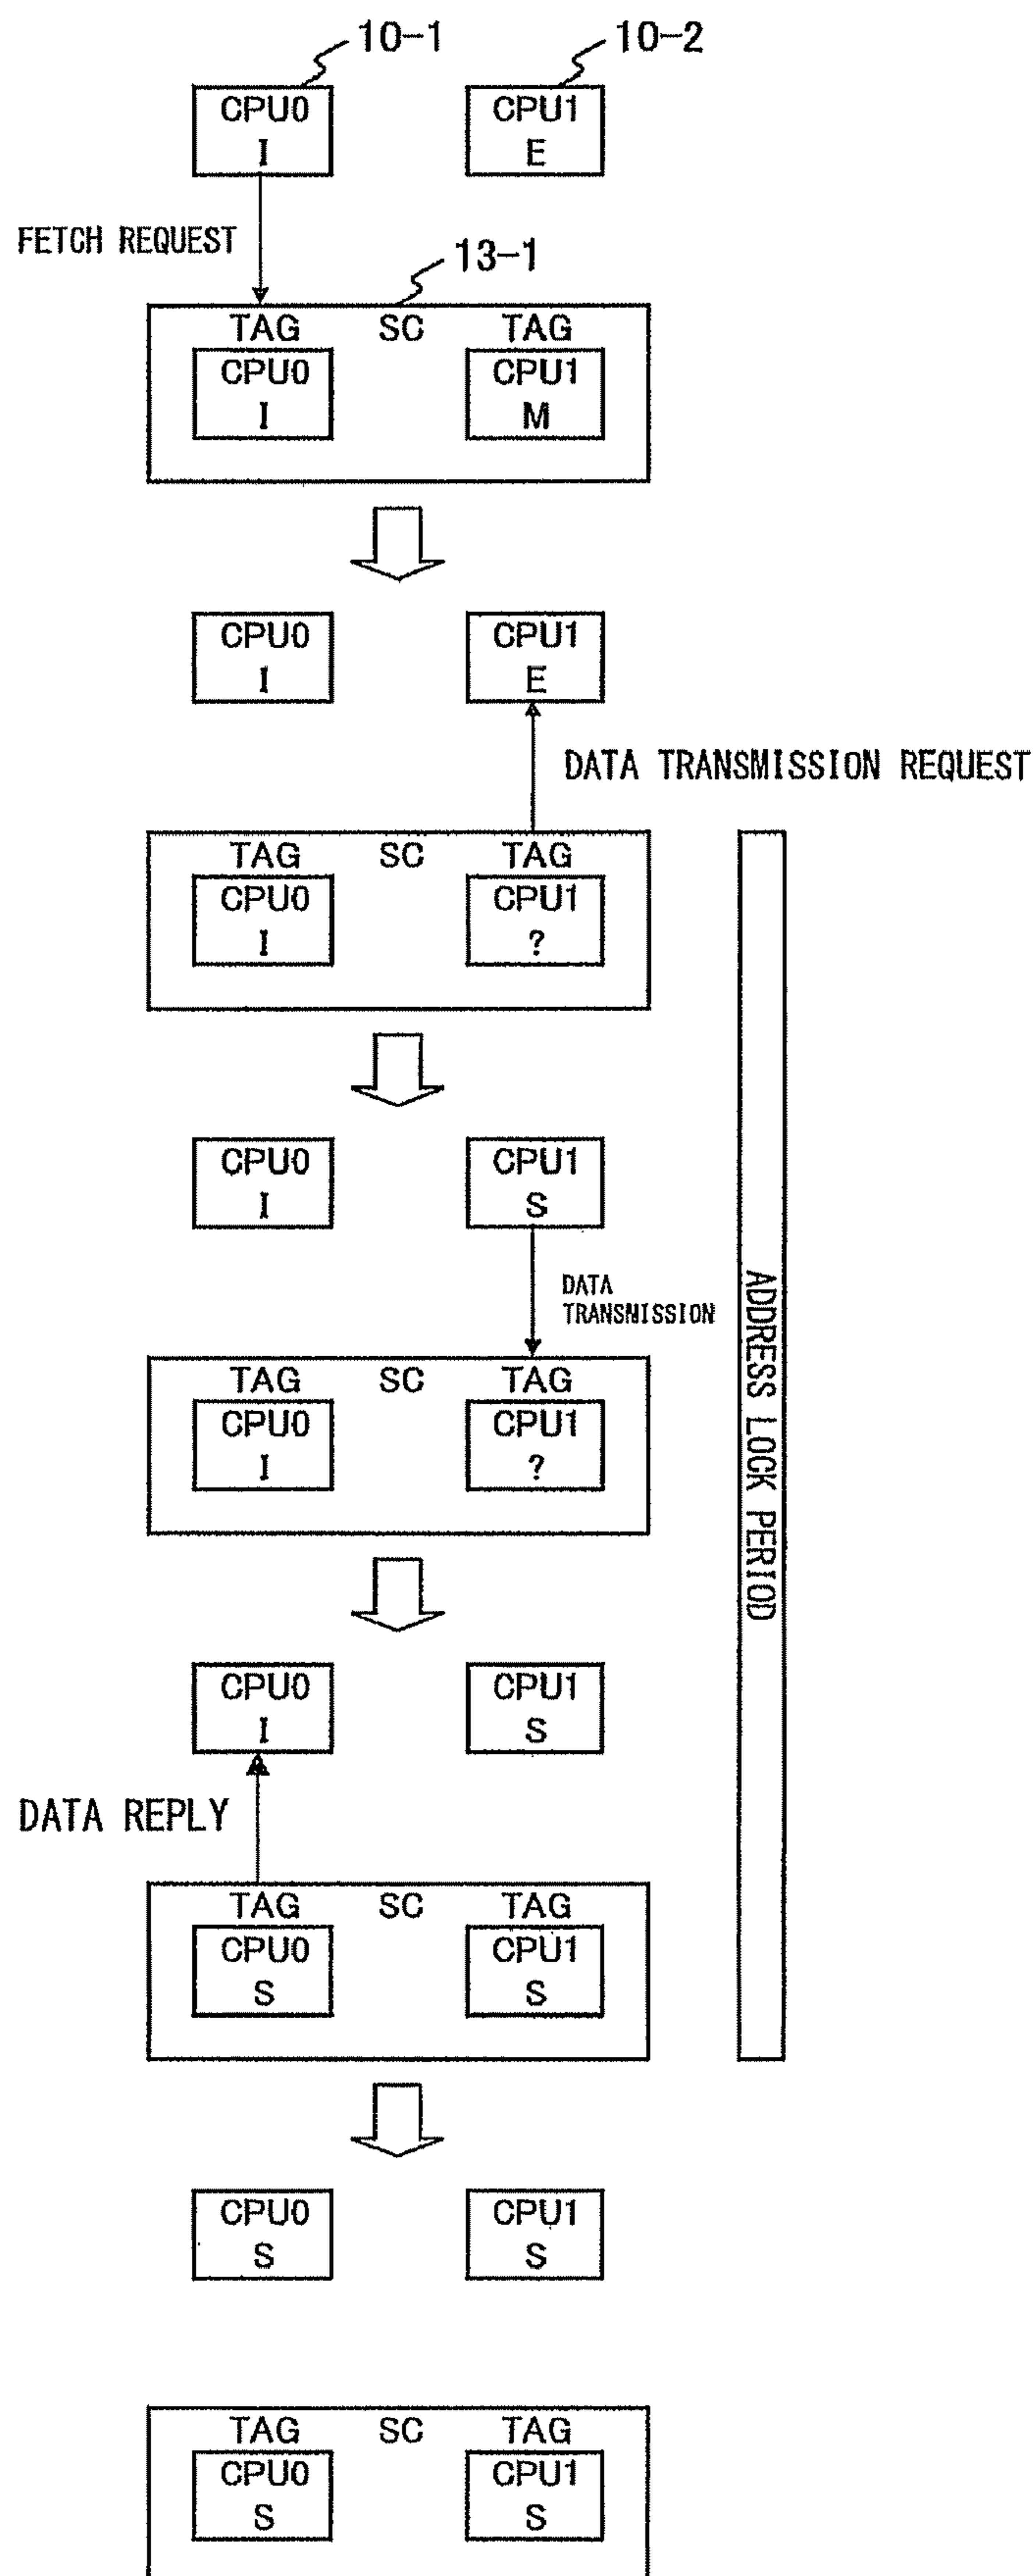 10-1 10-2
CPU0 CPU1
I E
FETCH REQUEST
13-1
TAG SC TAG
CPU0 CPU1
I M
CPU0 CPU1
I E
DATA TRANSMISSION REQUEST
TAG SC TAG
CPU0 CPU1
I ?
CPU0 CPU1
I S
DATA
TRANSMISSION
ADDRESS LOCK PERIOD
TAG SC TAG
CPU0 CPU1
I ?
CPU0 CPU1
I S
DATA REPLY
TAG SC TAG
CPU0 CPU1
S S
CPU0 CPU1
S S
TAG SC TAG
CPU0 CPU1
S S